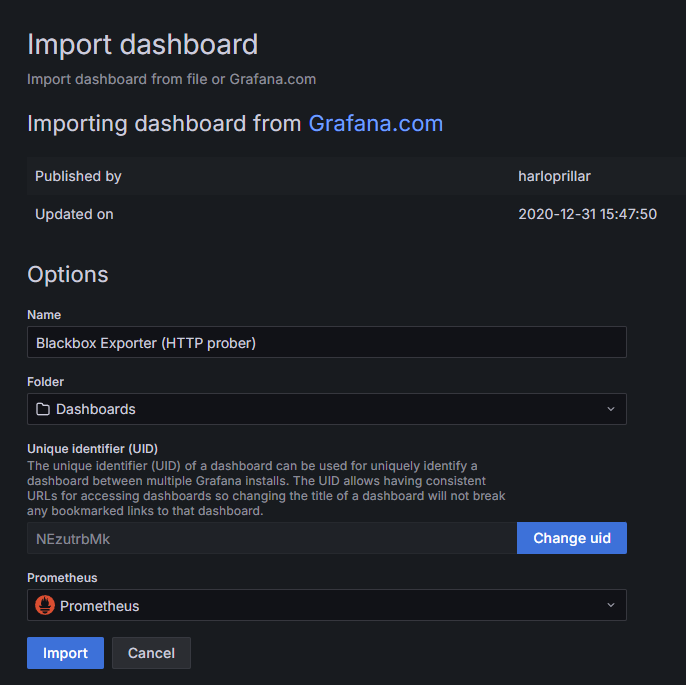 Import dashboard
Import dashboard from file or Grafana.com
Importing dashboard from Grafana.com
Published by harloprillar
Updated on 2020-12-31 15:47:50
Options
Name
Blackbox Exporter (HTTP prober)
Folder
Dashboards
Unique identifier (UID)
The unique identifier (UID) of a dashboard can be used for uniquely identify a
dashboard between multiple Grafana installs. The UID allows having consistent
URLs for accessing dashboards so changing the title of a dashboard will not break
any bookmarked links to that dashboard.
NEzutrbMk Change uid
Prometheus
Prometheus
Import Cancel